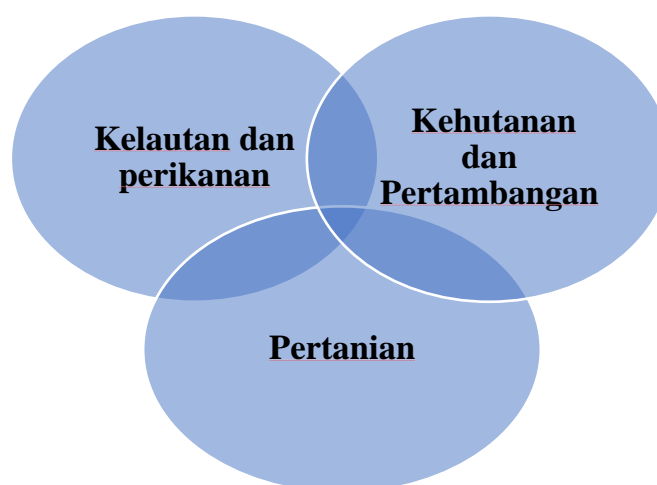 Kelautan dan
perikanan
Kehutanan
dan
Pertambangan
Pertanian